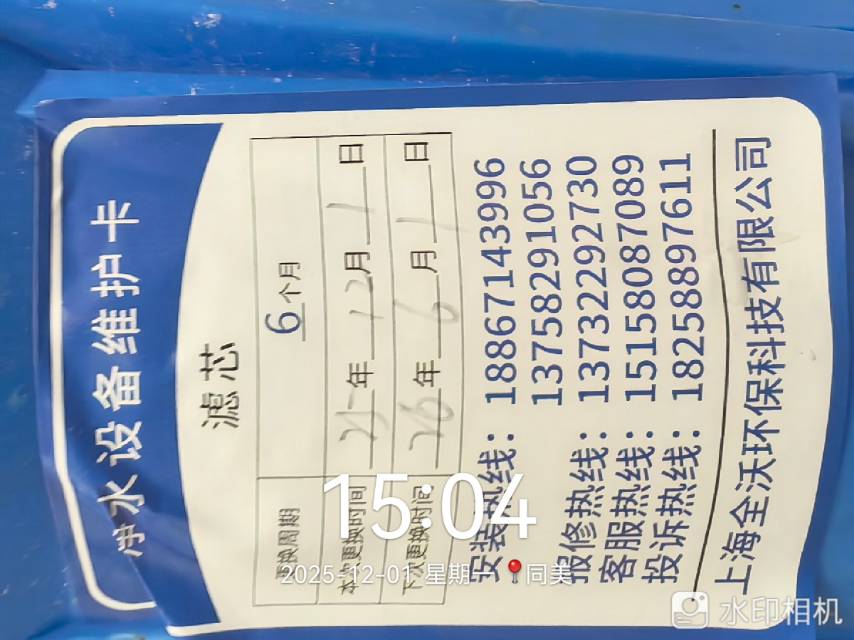 净水设备维护卡
滤芯
更换周期 6个月
本次更换时间 25年12月1日
下次更换时间 26年6月1日
安装热线：18867143996
13758291056
报修热线：13732292730
客服热线：15158087089
投诉热线：18258897611
上海全沃环保科技有限公司
15:04
2025-12-01 星期一 同美
水印相机